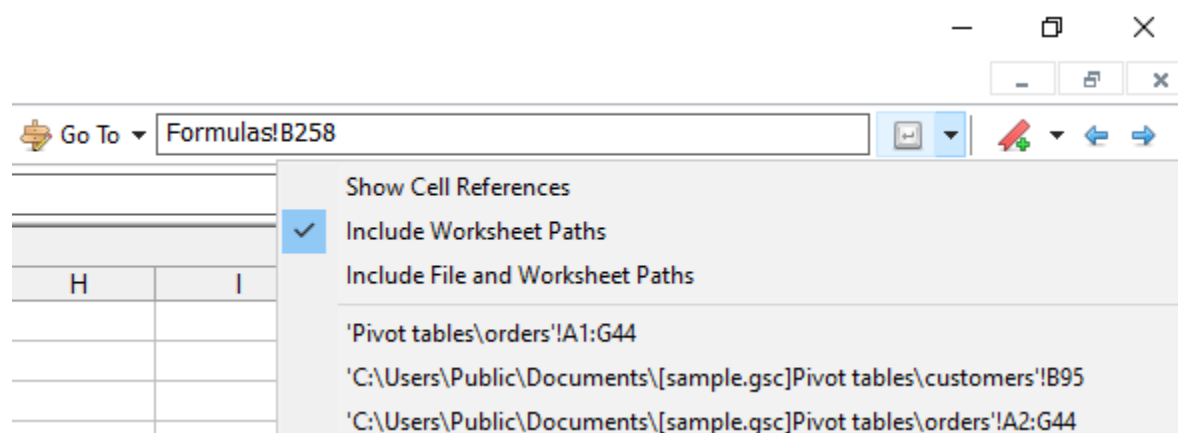 Go To Formulas!B258
Show Cell References
Include Worksheet Paths
Include File and Worksheet Paths
H I
'Pivot tables\orders'!A1:G44
'C:\Users\Public\Documents\[sample.gsc]Pivot tables\customers'!B95
'C:\Users\Public\Documents\[sample.gsc]Pivot tables\orders'!A2:G44